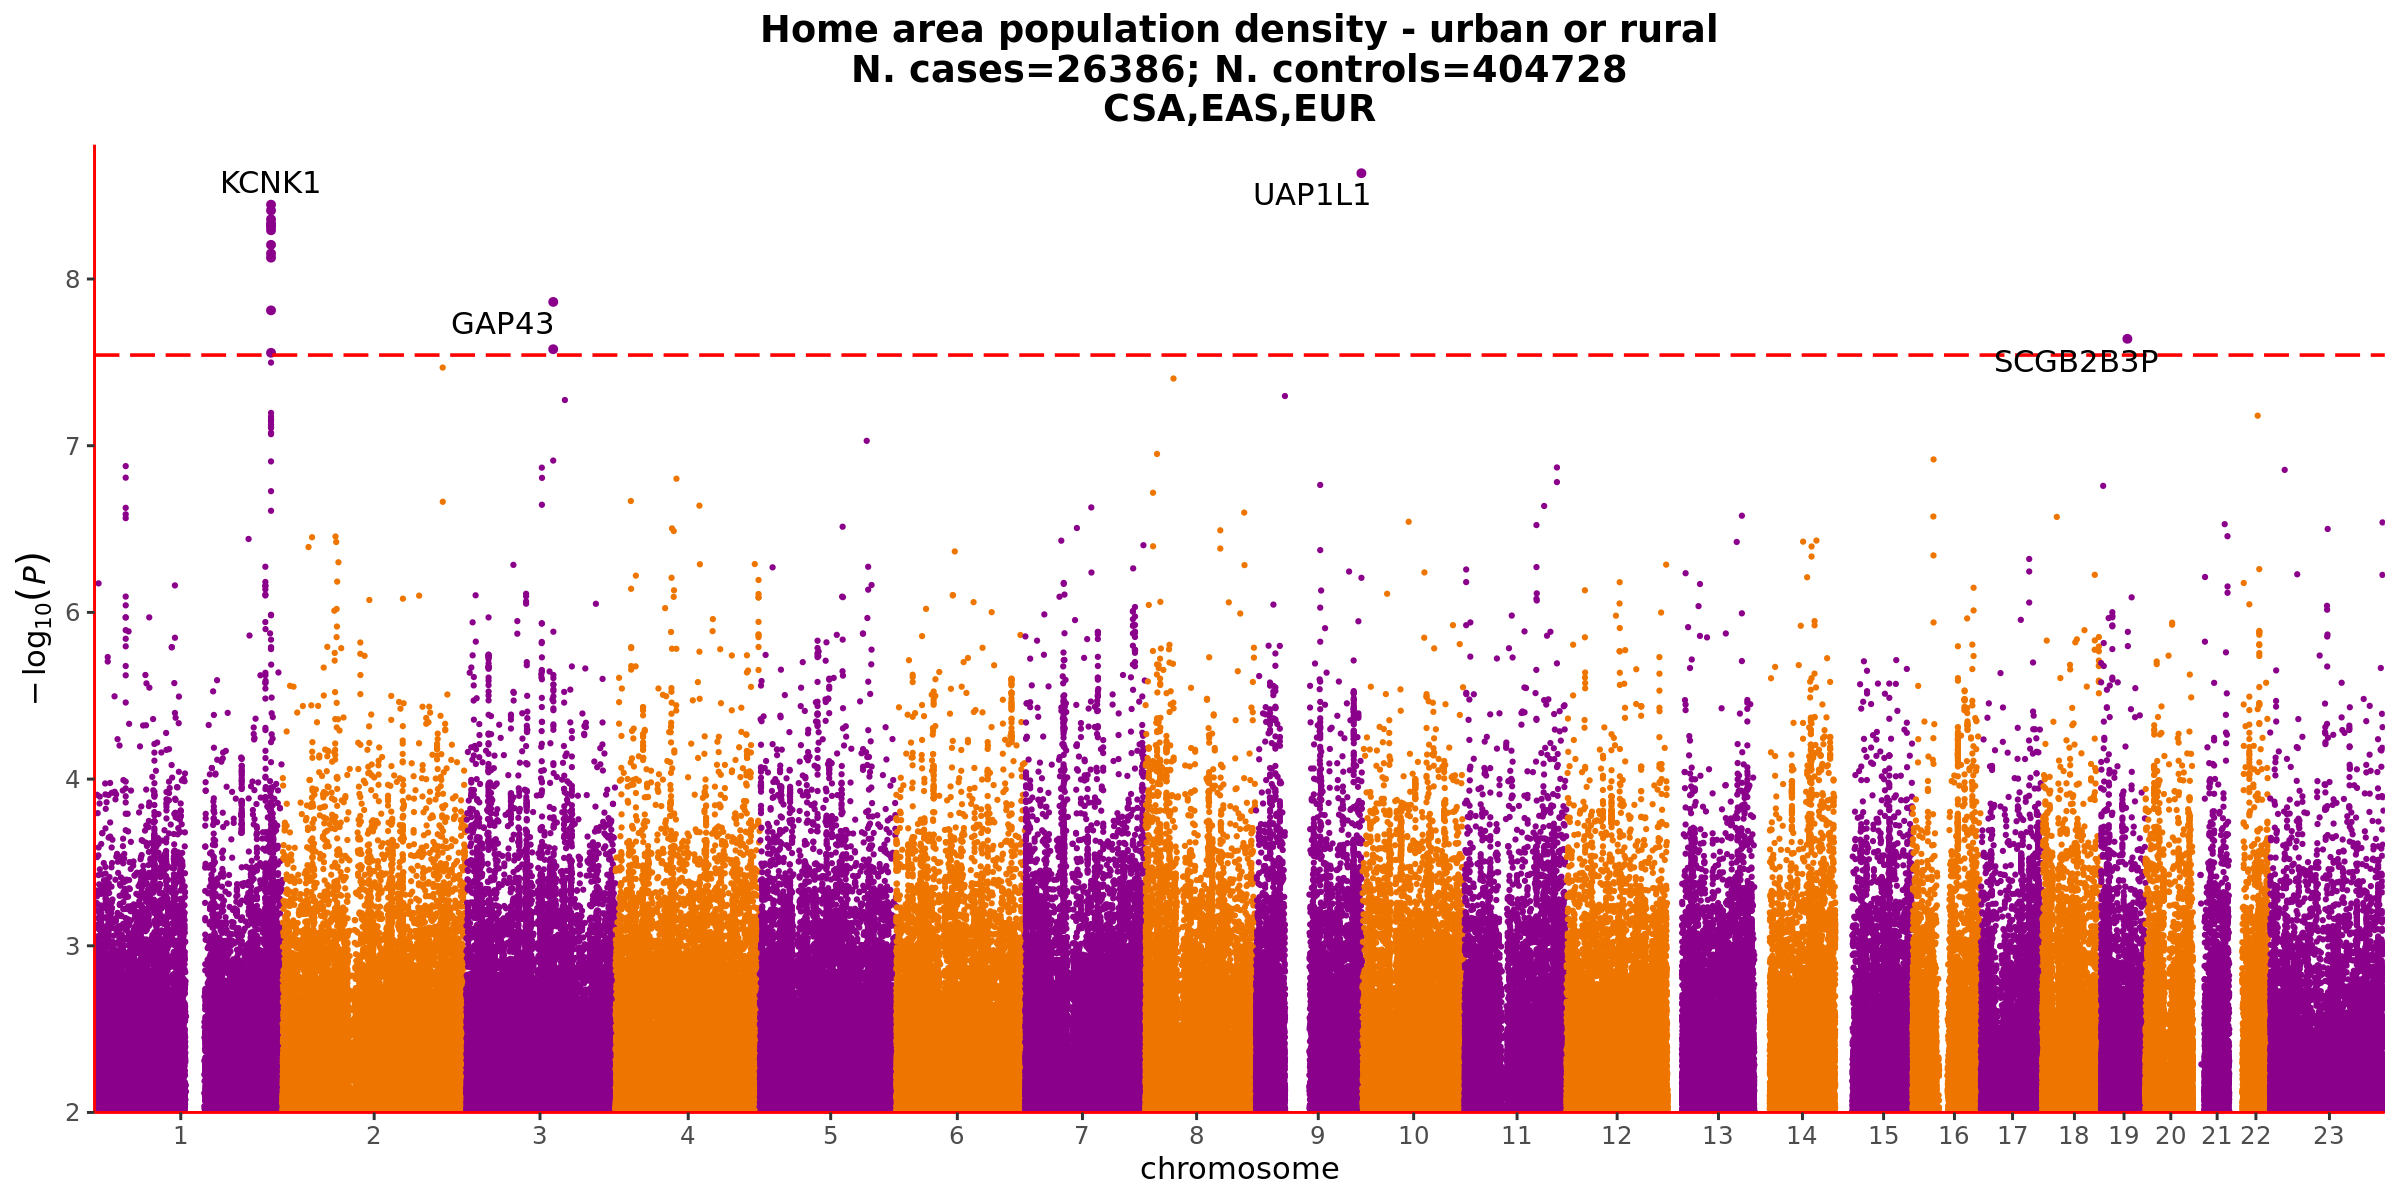 Home area population density - urban or rural
N. cases=26386; N. controls=404728
CSA,EAS,EUR
KCNK1
UAP1L1
GAP43
SCGB2B3P
8
7
6
4
3
2
−log10(P)
1 2 3 4 5 6 7 8 9 10 11 12 13 14 15 16 17 18 19 20 21 22 23
chromosome